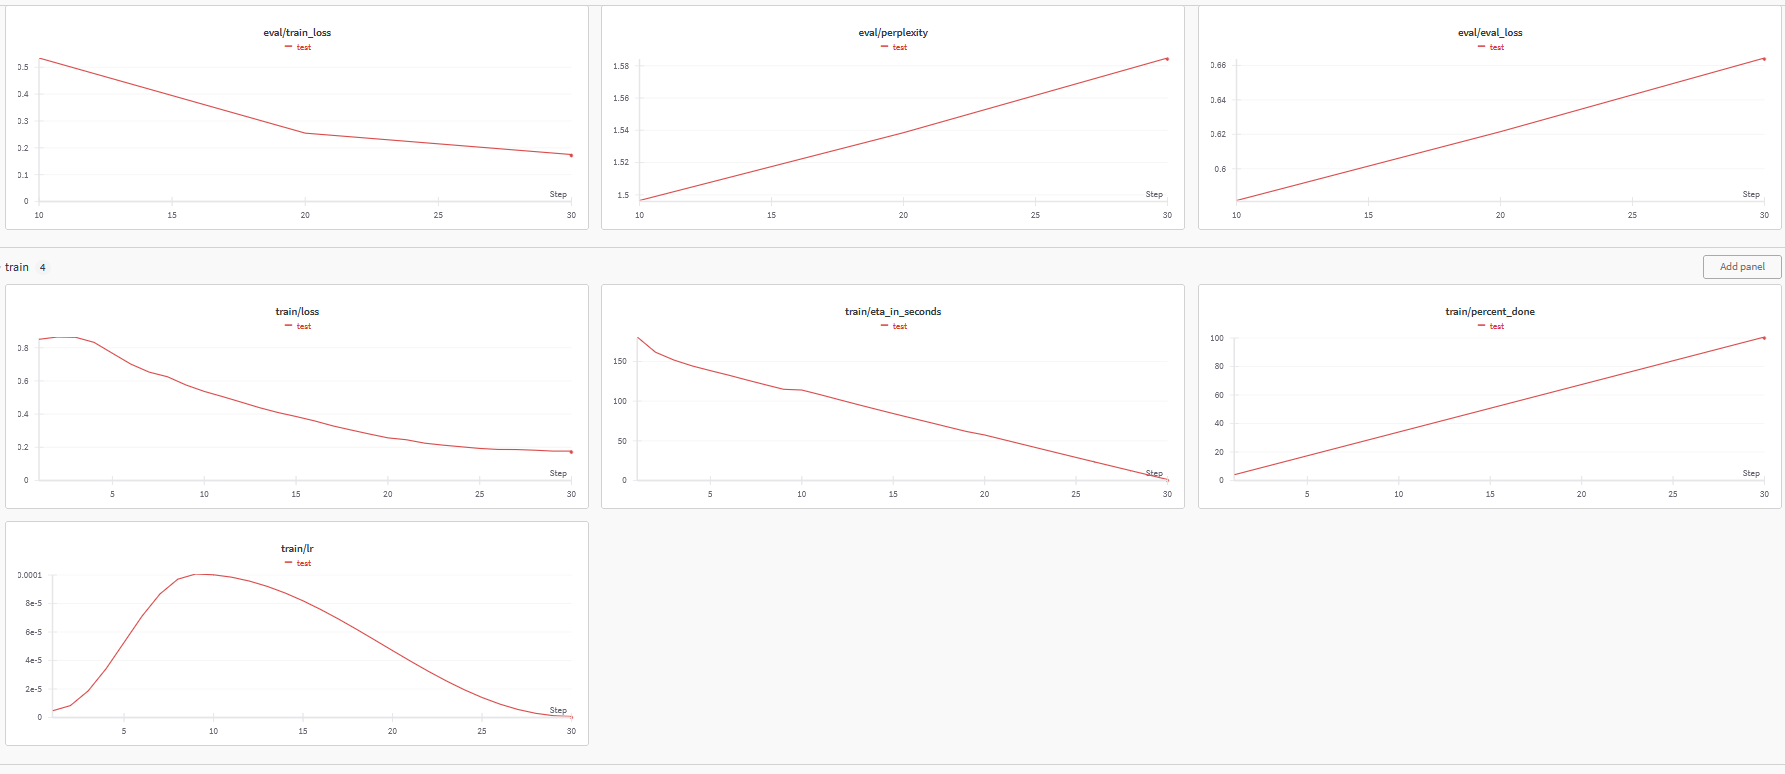 eval/train_loss
test
0.5
0.4
0.3
0.2
0.1
0
Step
10 15 20 25 30
eval/perplexity
test
1.58
1.56
1.54
1.52
1.5
Step
10 15 20 25 30
eval/eval_loss
test
0.66
0.64
0.62
0.6
Step
10 15 20 25 30
train 4
Add panel
train/loss
test
0.8
0.6
0.4
0.2
0
Step
5 10 15 20 25 30
train/eta_in_seconds
test
150
100
50
0
Step
5 10 15 20 25 30
train/percent_done
test
100
80
60
40
20
0
Step
5 10 15 20 25 30
train/lr
test
0.0001
8e-5
6e-5
4e-5
2e-5
0
Step
5 10 15 20 25 30